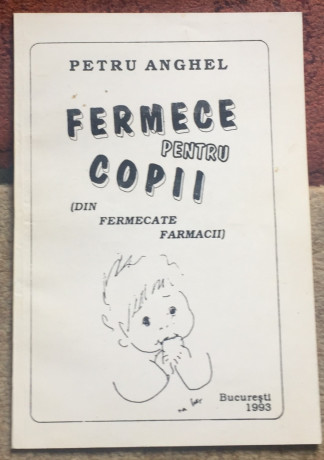 PETRU ANGHEL
FERMECE
PENTRU
COPII
(DIN
FERMECATE
FARMACII)
București
1993